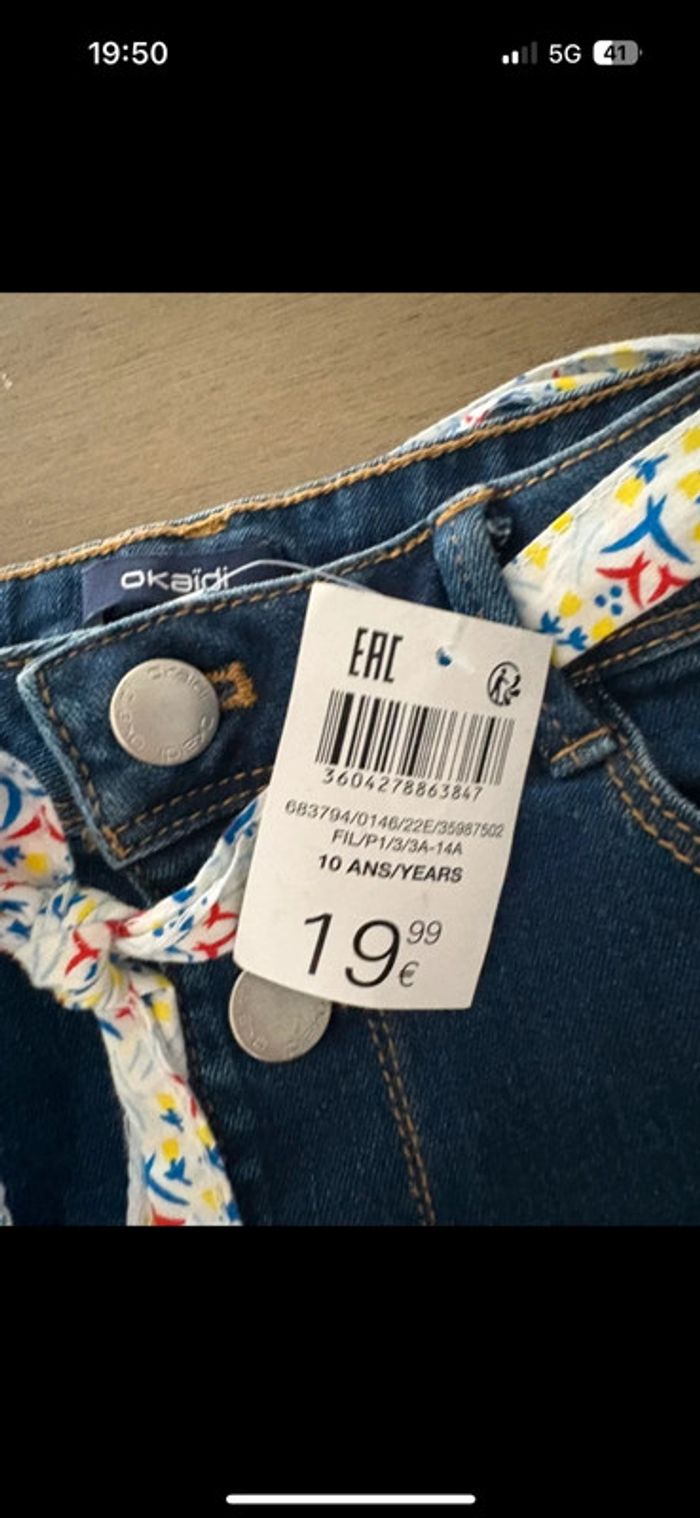 19:50
5G
41
okaïdi
EAC
3604278863847
683794/0146/22E/35987502
FIL/P1/3/3A-14A
10 ANS/YEARS
19,99
€
okaïdi